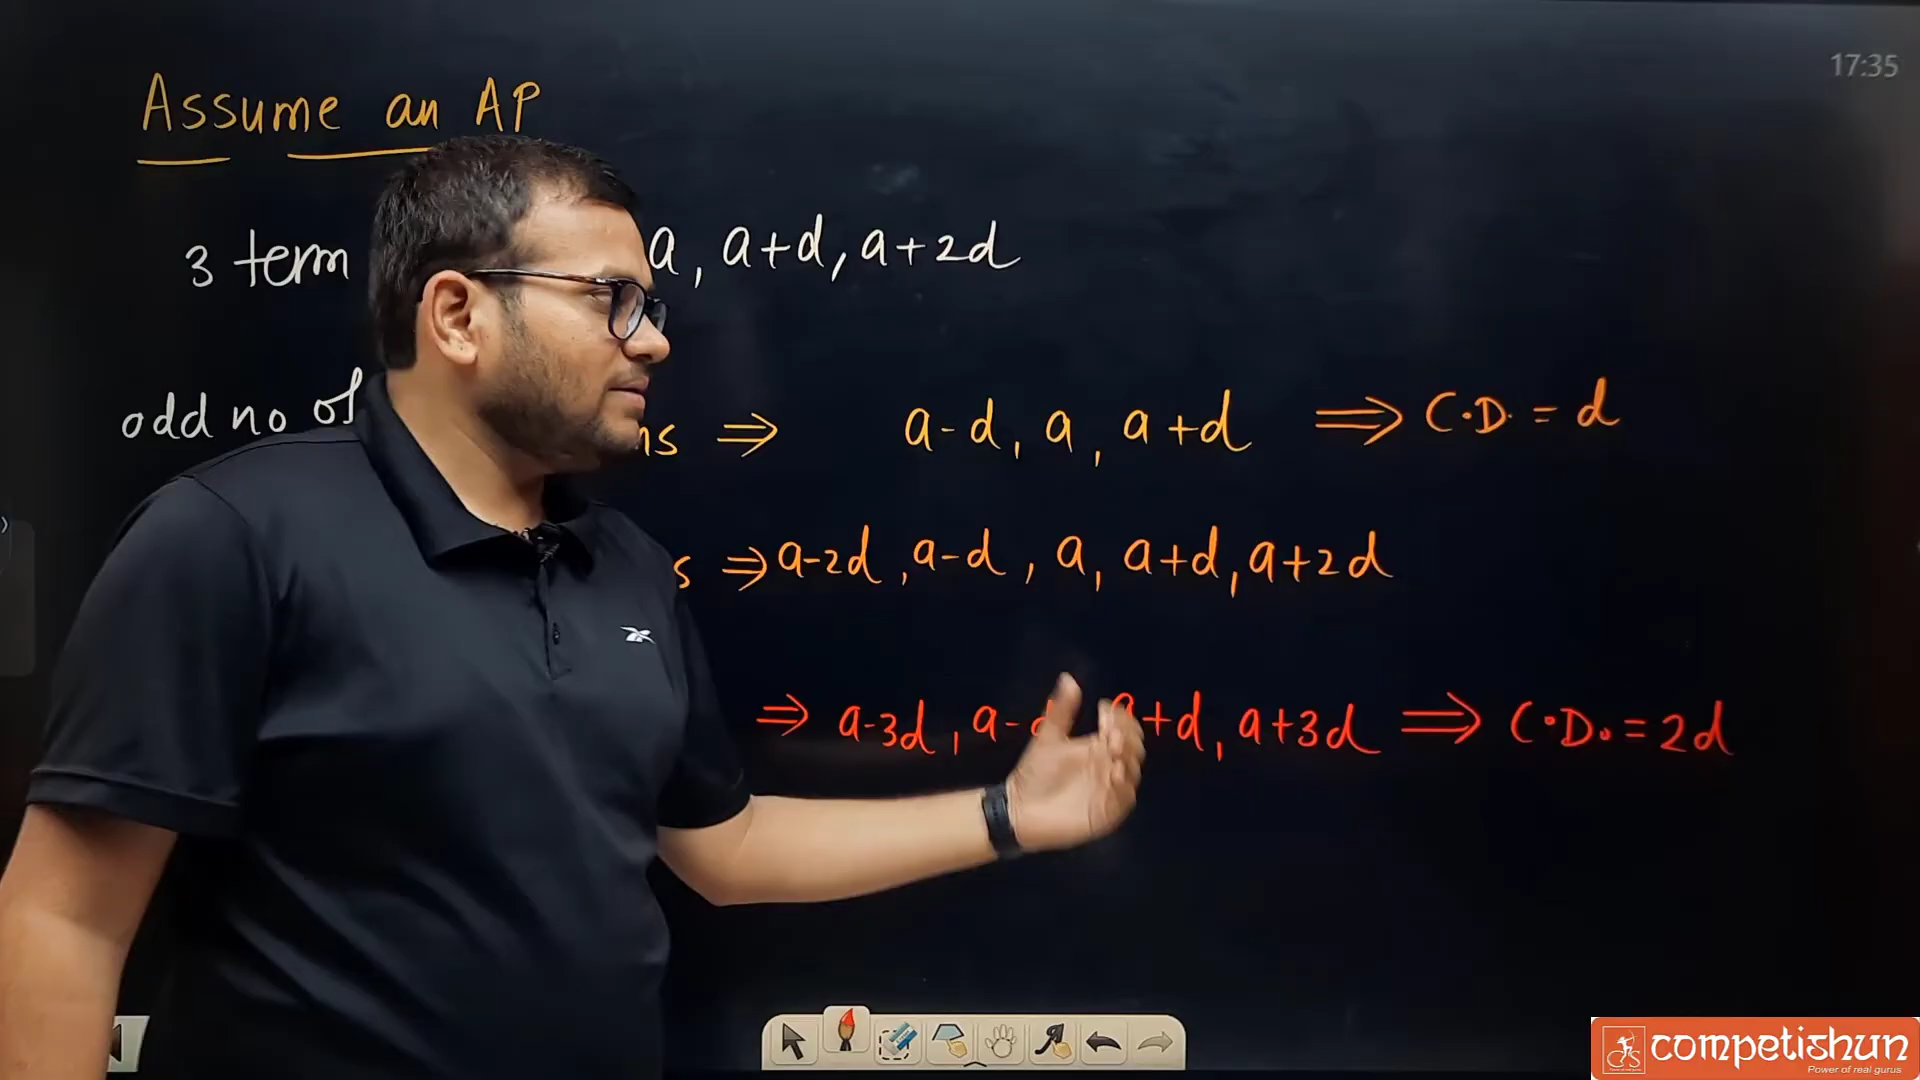 17:35
Assume an AP
3 term a, a+d, a+2d
odd no of ns ⇒ a-d, a, a+d ⇒ C.D. = d
s ⇒ a-2d, a-d, a, a+d, a+2d
⇒ a-3d, a-d a+d, a+3d ⇒ C.D. = 2d
competishun
Power of real gurus